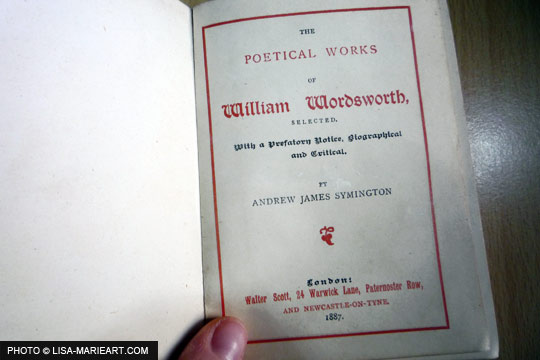 THE
POETICAL WORKS
OF
William Wordsworth,
SELECTED.
With a Prefatory Notice, Biographical
and Critical.
BY
ANDREW JAMES SYMINGTON
London:
Walter Scott, 24 Warwick Lane, Paternoster Row,
AND NEWCASTLE-ON-TYNE.
1887.
PHOTO © LISA-MARIEART.COM